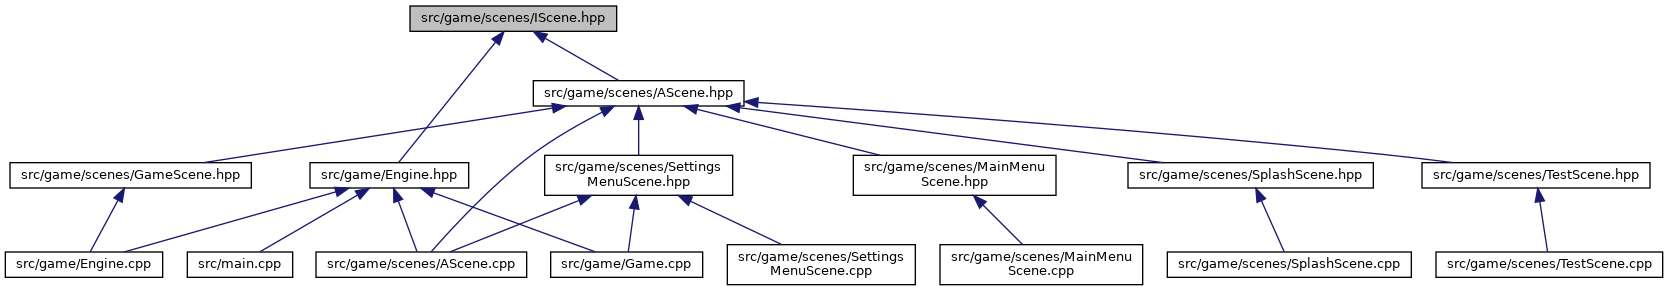 src/game/scenes/IScene.hpp
src/game/scenes/AScene.hpp
src/game/scenes/GameScene.hpp
src/game/Engine.hpp
src/game/scenes/Settings
MenuScene.hpp
src/game/scenes/MainMenu
Scene.hpp
src/game/scenes/SplashScene.hpp
src/game/scenes/TestScene.hpp
src/game/Engine.cpp
src/main.cpp
src/game/scenes/AScene.cpp
src/game/Game.cpp
src/game/scenes/Settings
MenuScene.cpp
src/game/scenes/MainMenu
Scene.cpp
src/game/scenes/SplashScene.cpp
src/game/scenes/TestScene.cpp